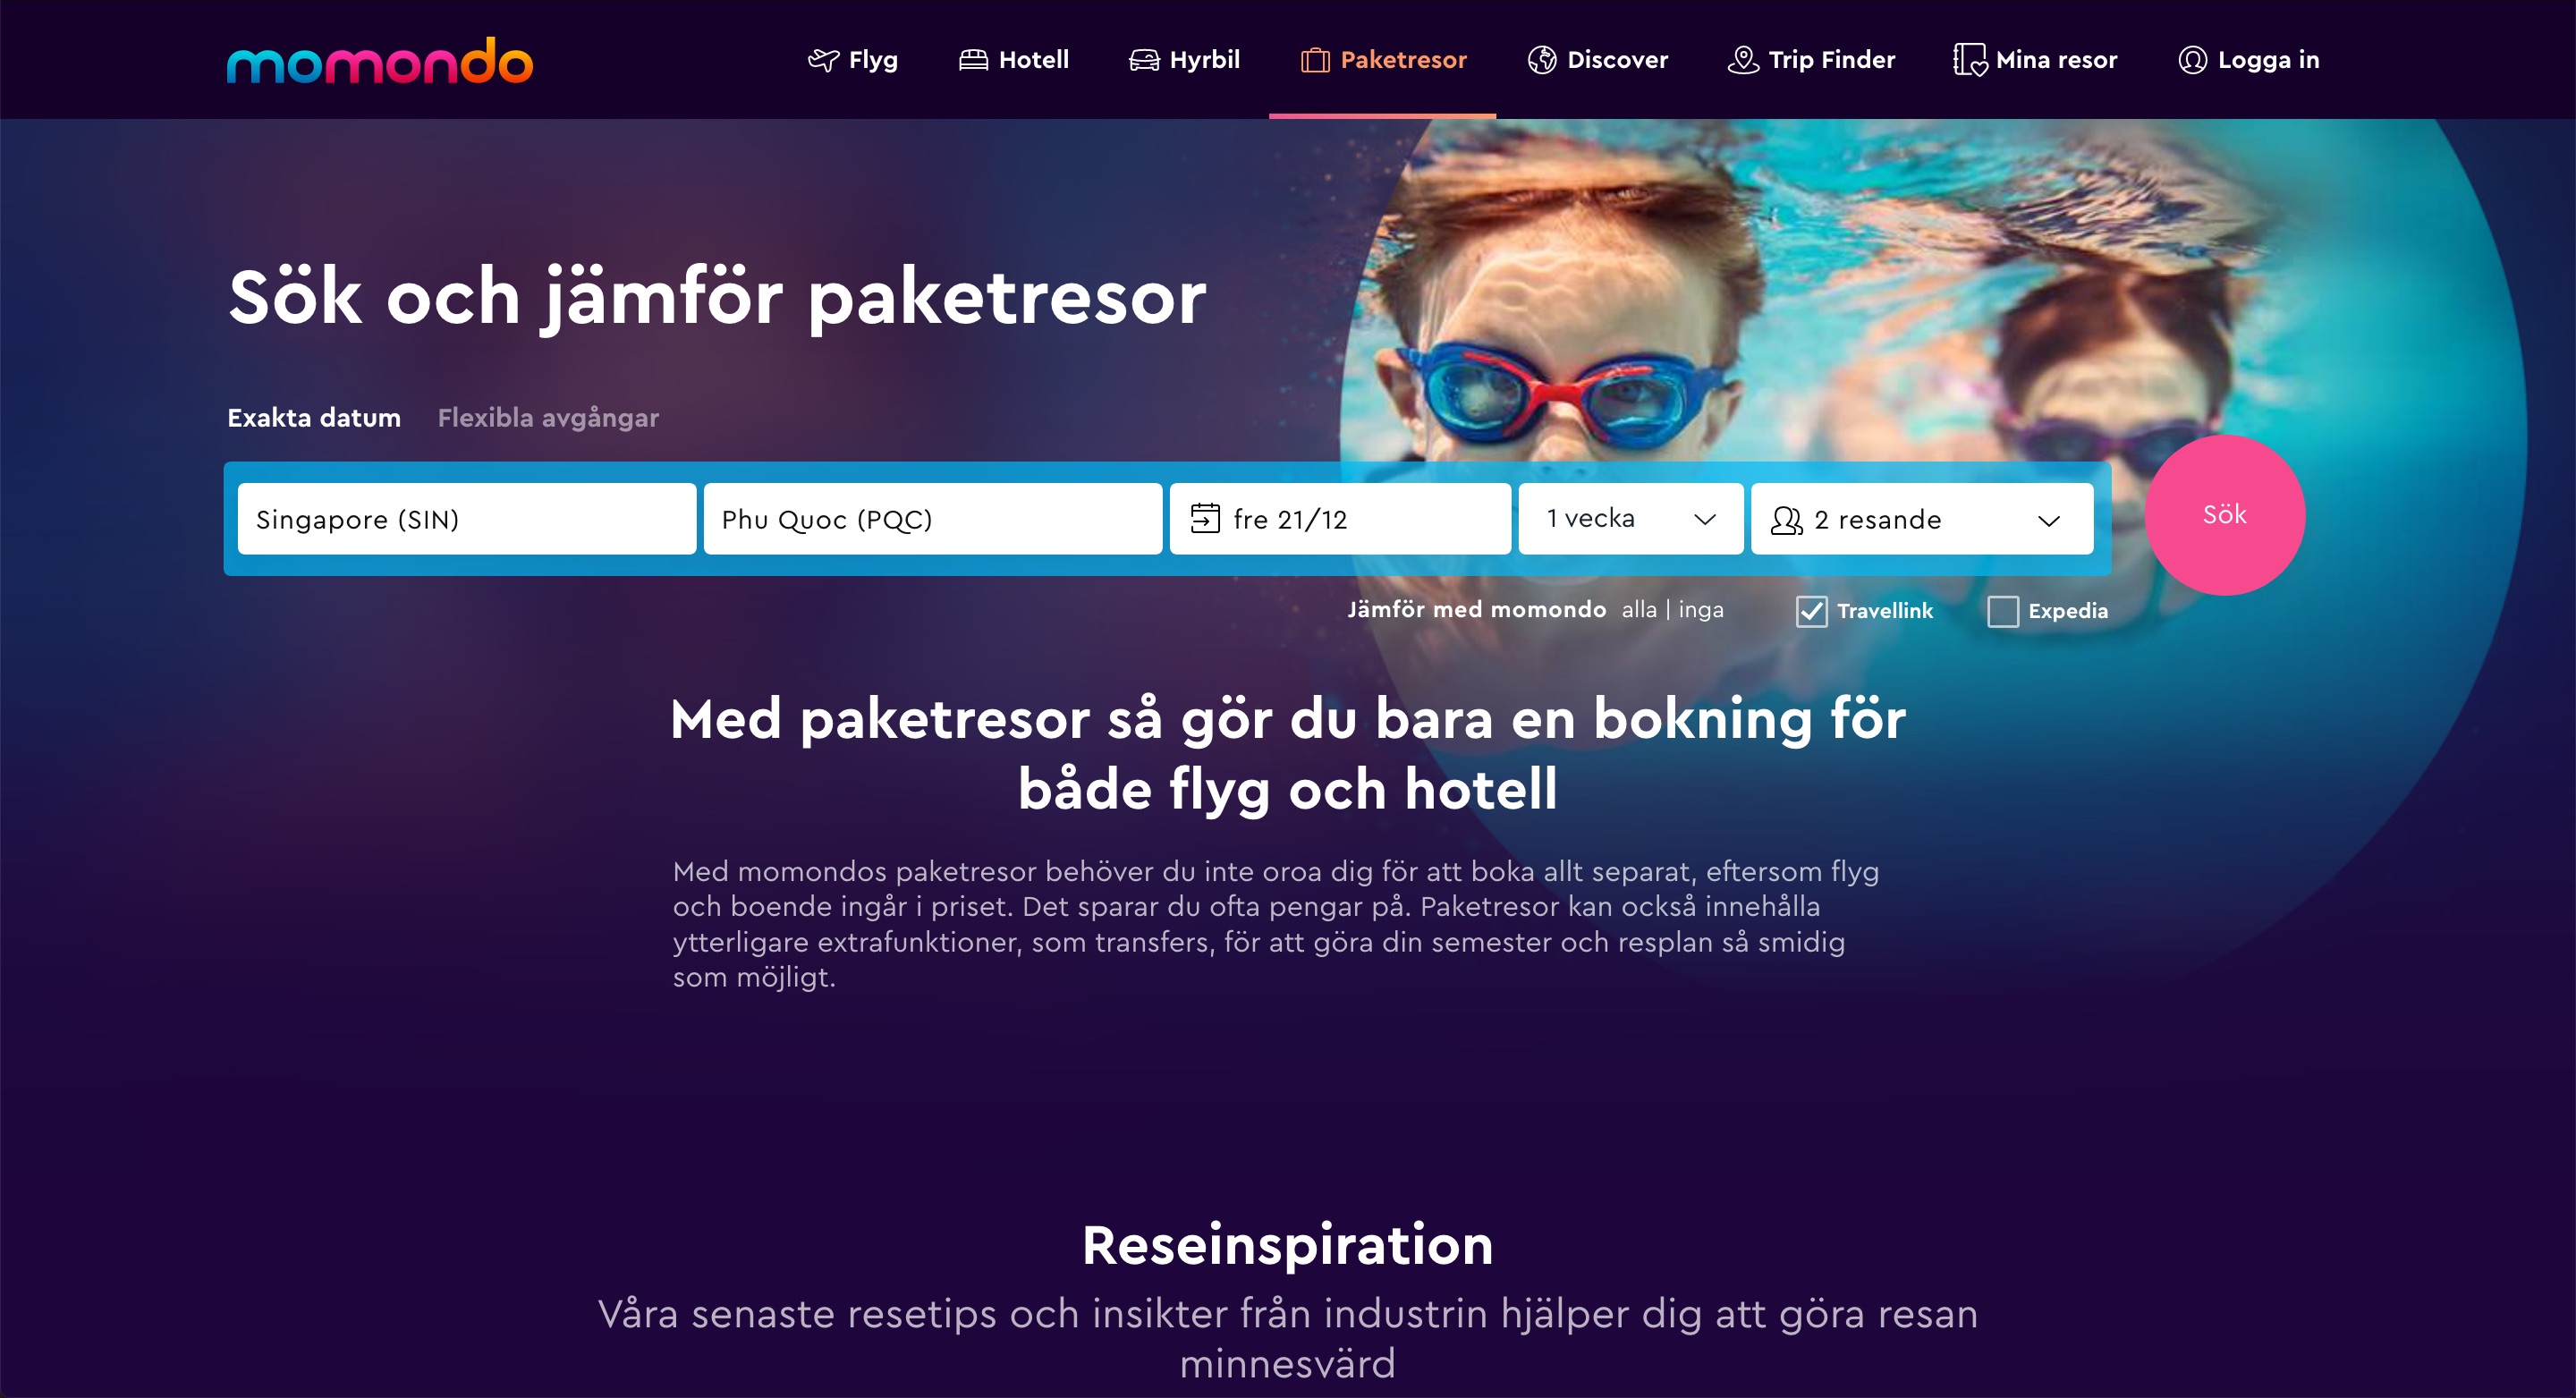 momondo
Flyg
Hotell
Hyrbil
Paketresor
Discover
Trip Finder
Mina resor
Logga in
Sök och jämför paketresor
Exakta datum
Flexibla avgångar
Singapore (SIN)
Phu Quoc (PQC)
fre 21/12
1 vecka
2 resande
Sök
Jämför med momondo alla | inga
Travellink
Expedia
Med paketresor så gör du bara en bokning för
både flyg och hotell
Med momondos paketresor behöver du inte oroa dig för att boka allt separat, eftersom flyg
och boende ingår i priset. Det sparar du ofta pengar på. Paketresor kan också innehålla
ytterligare extrafunktioner, som transfers, för att göra din semester och resplan så smidig
som möjligt.
Reseinspiration
Våra senaste resetips och insikter från industrin hjälper dig att göra resan
minnesvärd